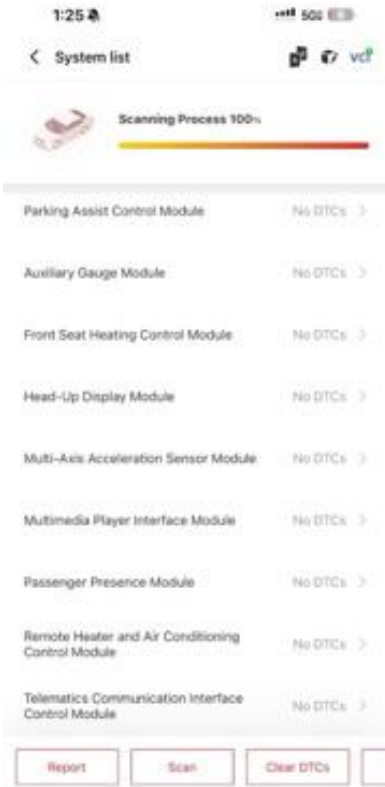 1:25
5GE
System list
vcf
Scanning Process 100%
Parking Assist Control Module No DTCs
Auxiliary Gauge Module No DTCs
Front Seat Heating Control Module No DTCs
Head-Up Display Module No DTCs
Multi-Axis Acceleration Sensor Module No DTCs
Multimedia Player Interface Module No DTCs
Passenger Presence Module No DTCs
Remote Heater and Air Conditioning
Control Module No DTCs
Telematics Communication Interface
Control Module No DTCs
Report Scan Clear DTCs